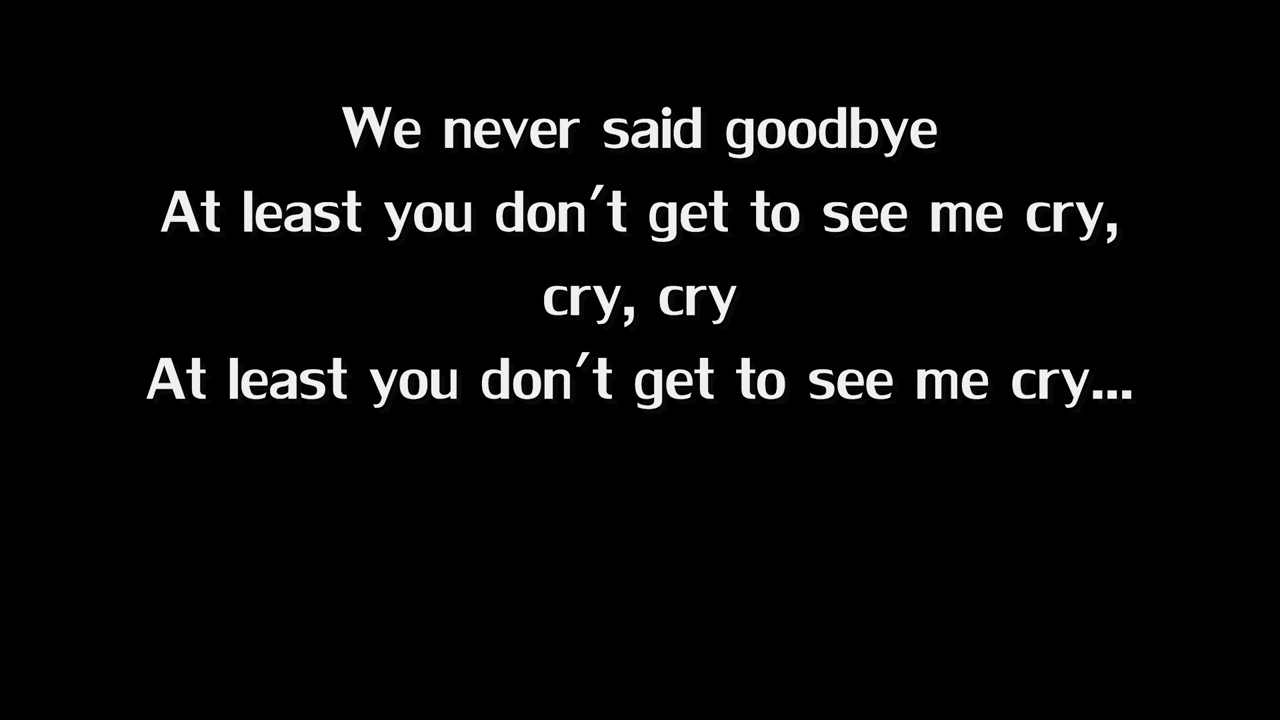 We never said goodbye
At least you don't get to see me cry,
cry, cry
At least you don't get to see me cry...